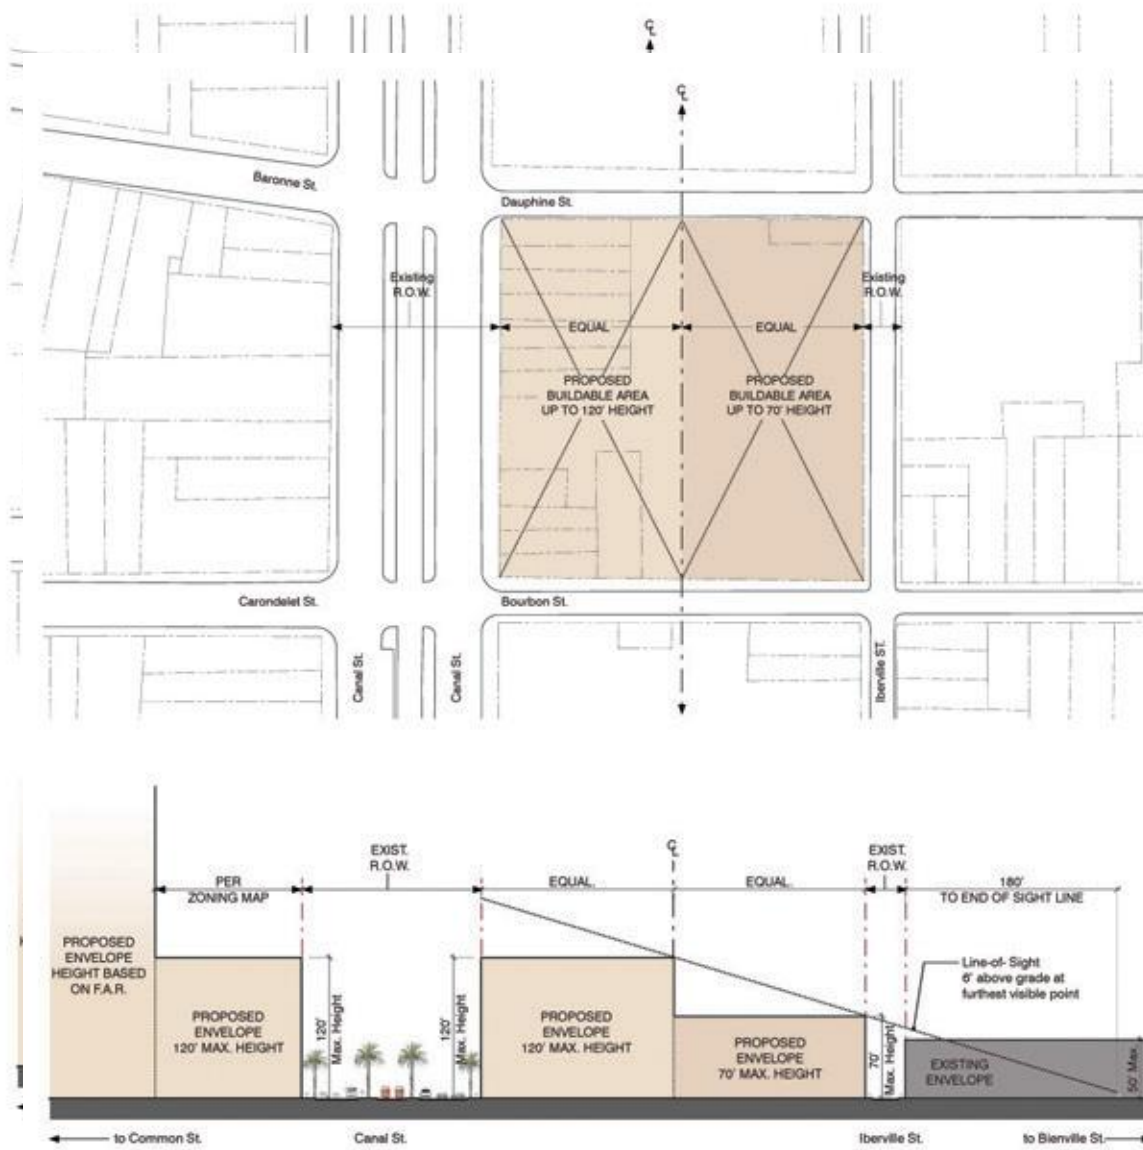 ℄
℄
Baronne St.
Dauphine St.
Existing
R.O.W.
Existing
R.O.W.
EQUAL
EQUAL
PROPOSED
BUILDABLE AREA
UP TO 120' HEIGHT
PROPOSED
BUILDABLE AREA
UP TO 70' HEIGHT
Carondelet St.
Bourbon St.
Canal St.
Canal St.
Iberville ST.
PER
ZONING MAP
EXIST.
R.O.W.
EQUAL.
℄
EQUAL.
EXIST.
R.O.W.
180'
TO END OF SIGHT LINE
PROPOSED
ENVELOPE
HEIGHT BASED
ON F.A.R.
PROPOSED
ENVELOPE
120' MAX. HEIGHT
120'
Max. Height
120'
Max. Height
PROPOSED
ENVELOPE
120' MAX. HEIGHT
PROPOSED
ENVELOPE
70' MAX. HEIGHT
70'
Max. Height
Line-of- Sight
6' above grade at
furthest visible point
EXISTING
ENVELOPE
50' Max.
to Common St.
Canal St.
Iberville St.
to Bienville St.